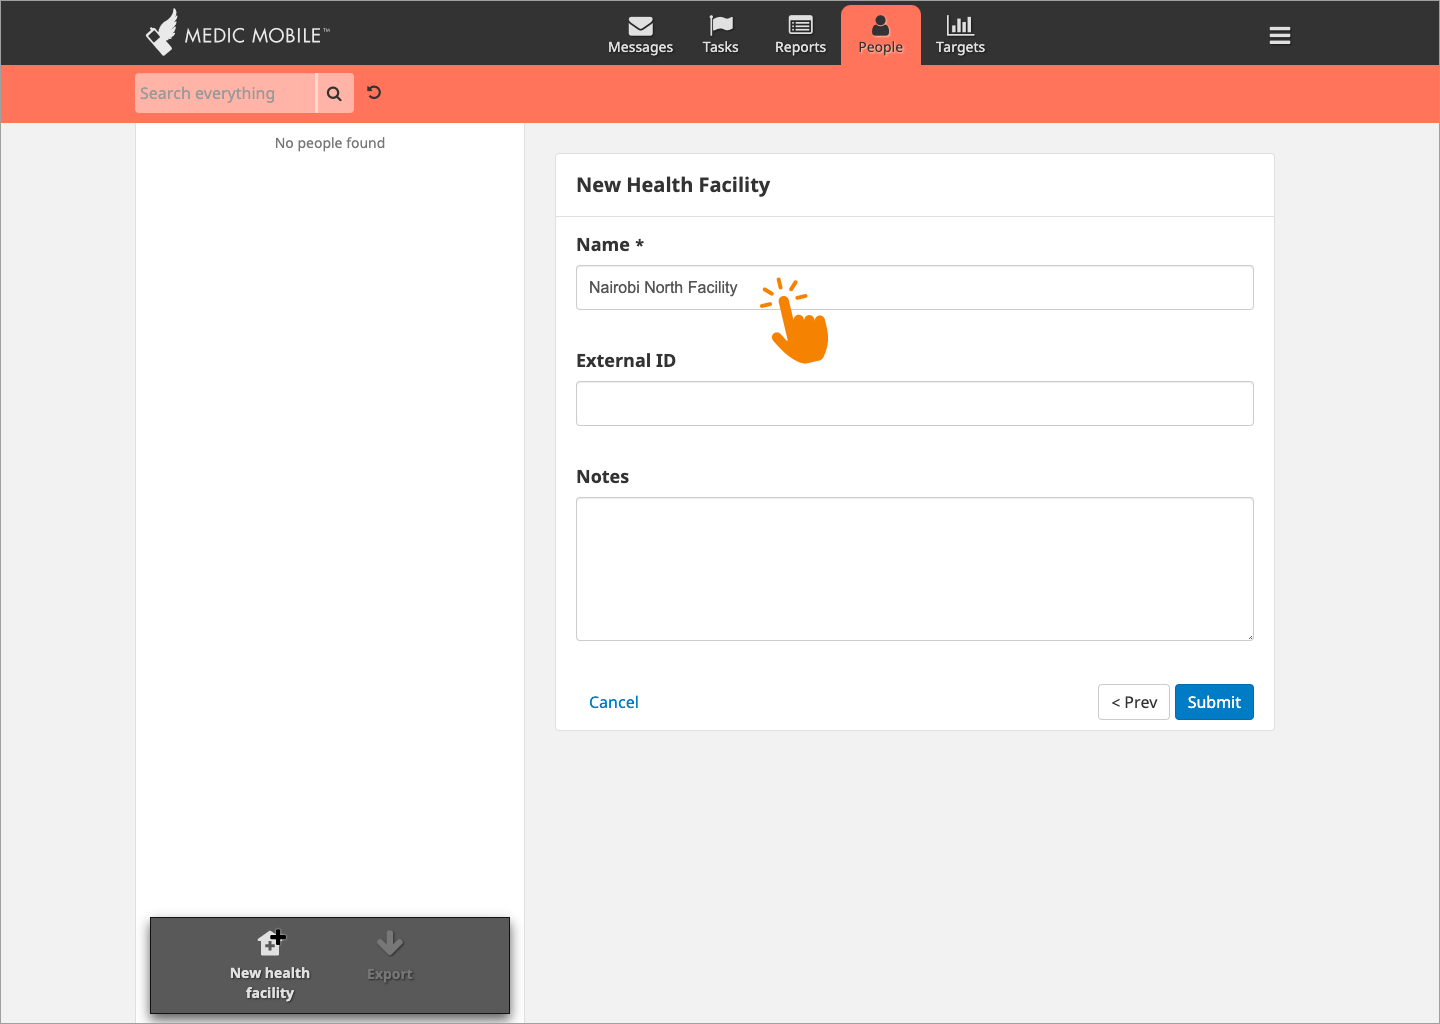 MEDIC MOBILE™
Messages
Tasks
Reports
People
Targets
Search everything
No people found
New Health Facility
Name *
Nairobi North Facility
External ID
Notes
Cancel
< Prev
Submit
New health
facility
Export